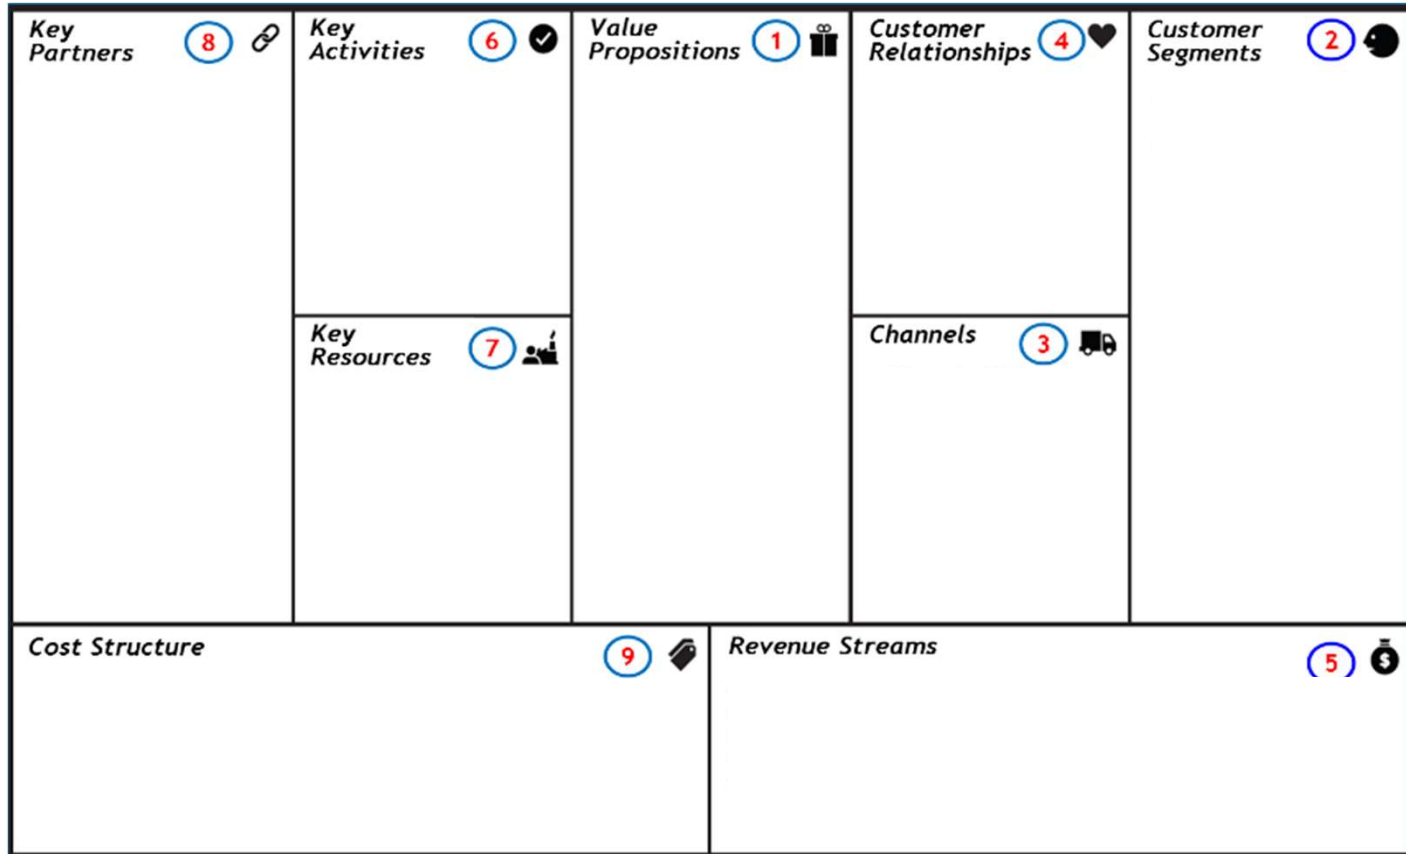 Key
Partners
8
Key
Activities
6
Value
Propositions
1
Customer
Relationships
4
Customer
Segments
2
Key
Resources
7
Channels
3
Cost Structure
9
Revenue Streams
5
$